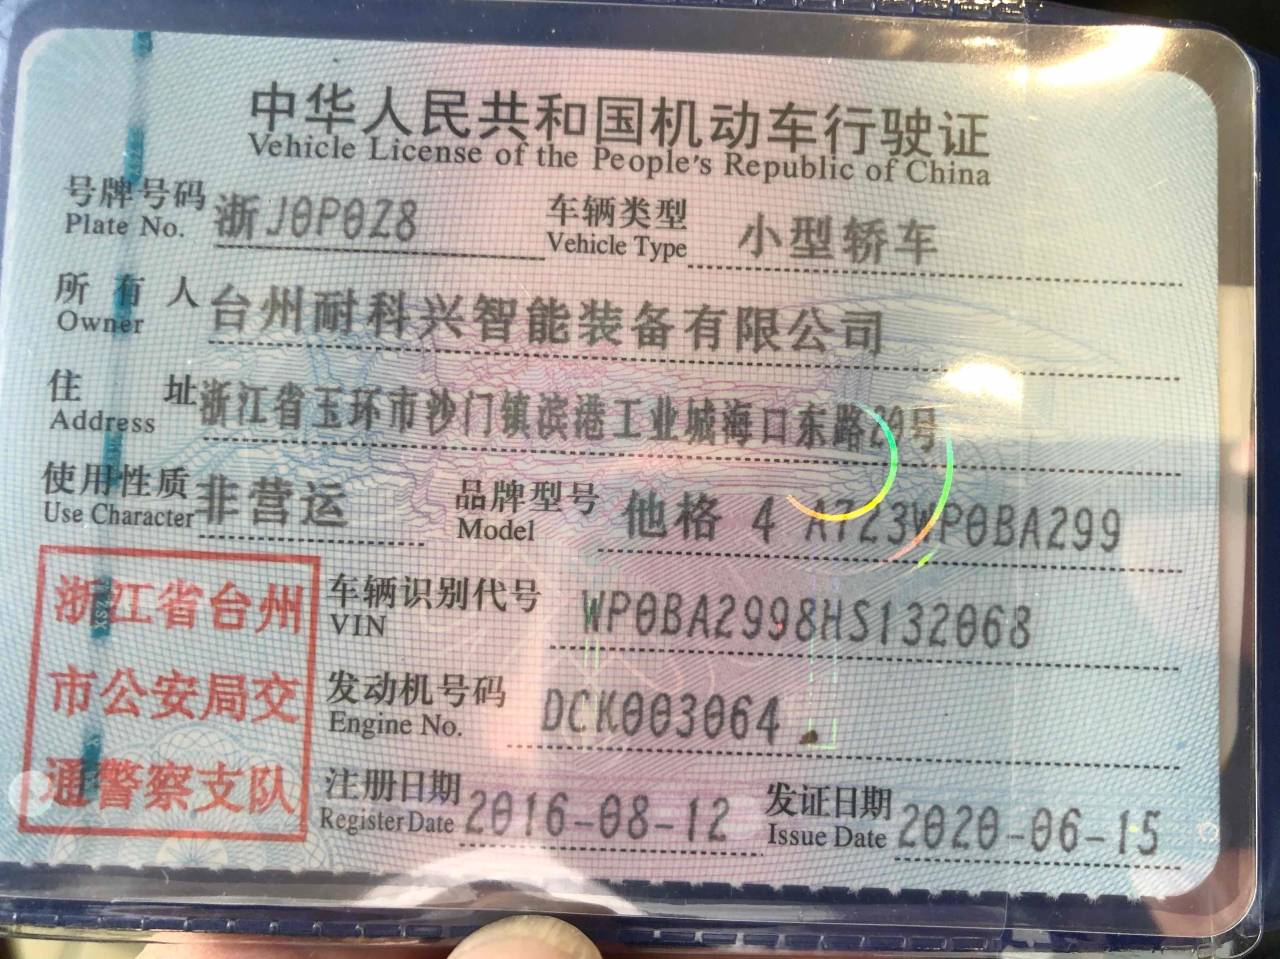 中华人民共和国机动车行驶证
Vehicle License of the People's Republic of China
号牌号码 浙J0P0Z8 车辆类型 小型轿车
Plate No. Vehicle Type
所有人 台州耐科兴智能装备有限公司
Owner
住址 浙江省玉环市沙门镇滨港工业城海口东路20号
Address
使用性质 非营运 品牌型号 他格 4 A7Z3WP0BA299
Use Character Model
浙江省台州
市公安局交
通警察支队
车辆识别代号 WP0BA2998HS132068
VIN
发动机号码 DCK003064
Engine No.
注册日期 2016-08-12 发证日期 2020-06-15
Register Date Issue Date